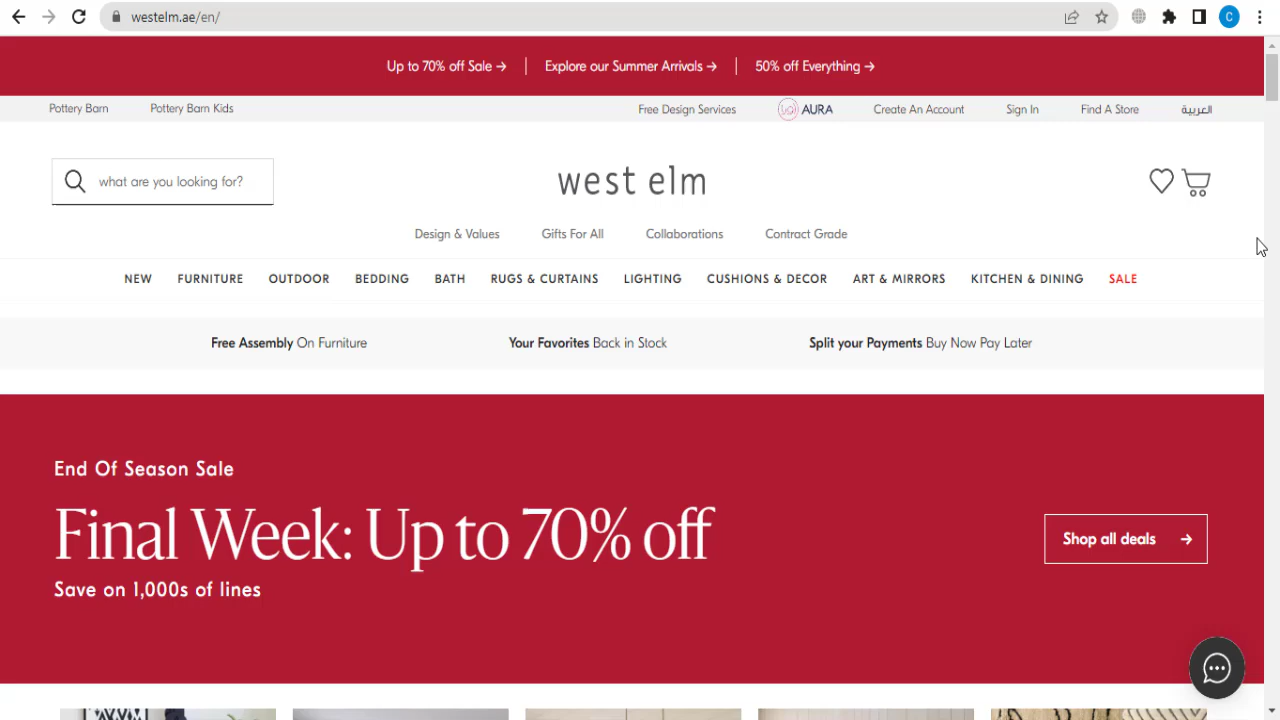 westelm.ae/en/
C
Up to 70% off Sale → | Explore our Summer Arrivals → | 50% off Everything →
Pottery Barn Pottery Barn Kids Free Design Services AURA Create An Account Sign In Find A Store العربية
what are you looking for? west elm
Design & Values Gifts For All Collaborations Contract Grade
NEW FURNITURE OUTDOOR BEDDING BATH RUGS & CURTAINS LIGHTING CUSHIONS & DECOR ART & MIRRORS KITCHEN & DINING SALE
Free Assembly On Furniture Your Favorites Back in Stock Split your Payments Buy Now Pay Later
End Of Season Sale
Final Week: Up to 70% off
Shop all deals →
Save on 1,000s of lines